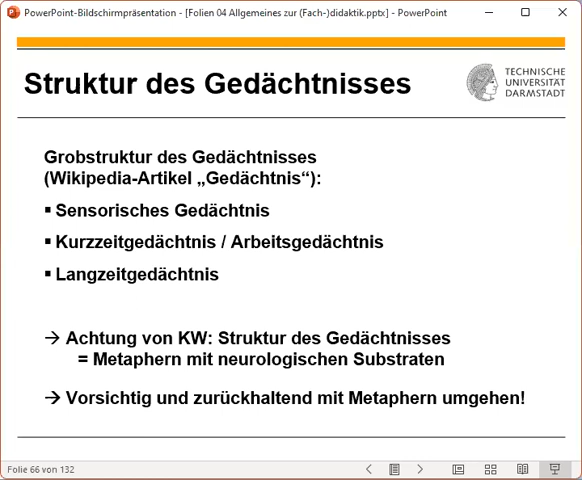 PowerPoint-Bildschirmpräsentation - [Folien 04 Allgemeines zur (Fach-)didaktik.pptx] - PowerPoint
Struktur des Gedächtnisses
TECHNISCHE
UNIVERSITÄT
DARMSTADT
Grobstruktur des Gedächtnisses
(Wikipedia-Artikel „Gedächtnis“):
▪ Sensorisches Gedächtnis
▪ Kurzzeitgedächtnis / Arbeitsgedächtnis
▪ Langzeitgedächtnis
→ Achtung von KW: Struktur des Gedächtnisses
= Metaphern mit neurologischen Substraten
→ Vorsichtig und zurückhaltend mit Metaphern umgehen!
Folie 66 von 132